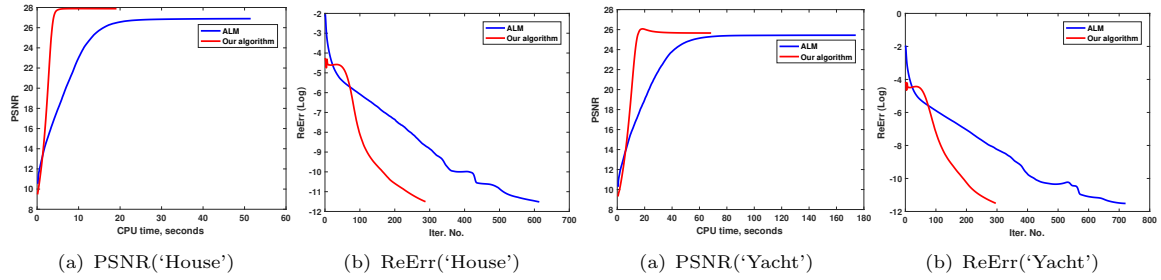 28
26
24
22
20
18
16
14
12
10
8
PSNR
0 10 20 30 40 50 60
CPU time, seconds
ALM
Our algorithm
(a) PSNR(‘House’)
-2
-3
-4
-5
-6
-7
-8
-9
-10
-11
-12
ReErr (Log)
0 100 200 300 400 500 600 700
Iter. No.
ALM
Our algorithm
(b) ReErr(‘House’)
28
26
24
22
20
18
16
14
12
10
8
PSNR
0 20 40 60 80 100 120 140 160 180
CPU time, seconds
ALM
Our algorithm
(a) PSNR(‘Yacht’)
0
-2
-4
-6
-8
-10
-12
ReErr (Log)
0 100 200 300 400 500 600 700 800
Iter. No.
ALM
Our algorithm
(b) ReErr(‘Yacht’)